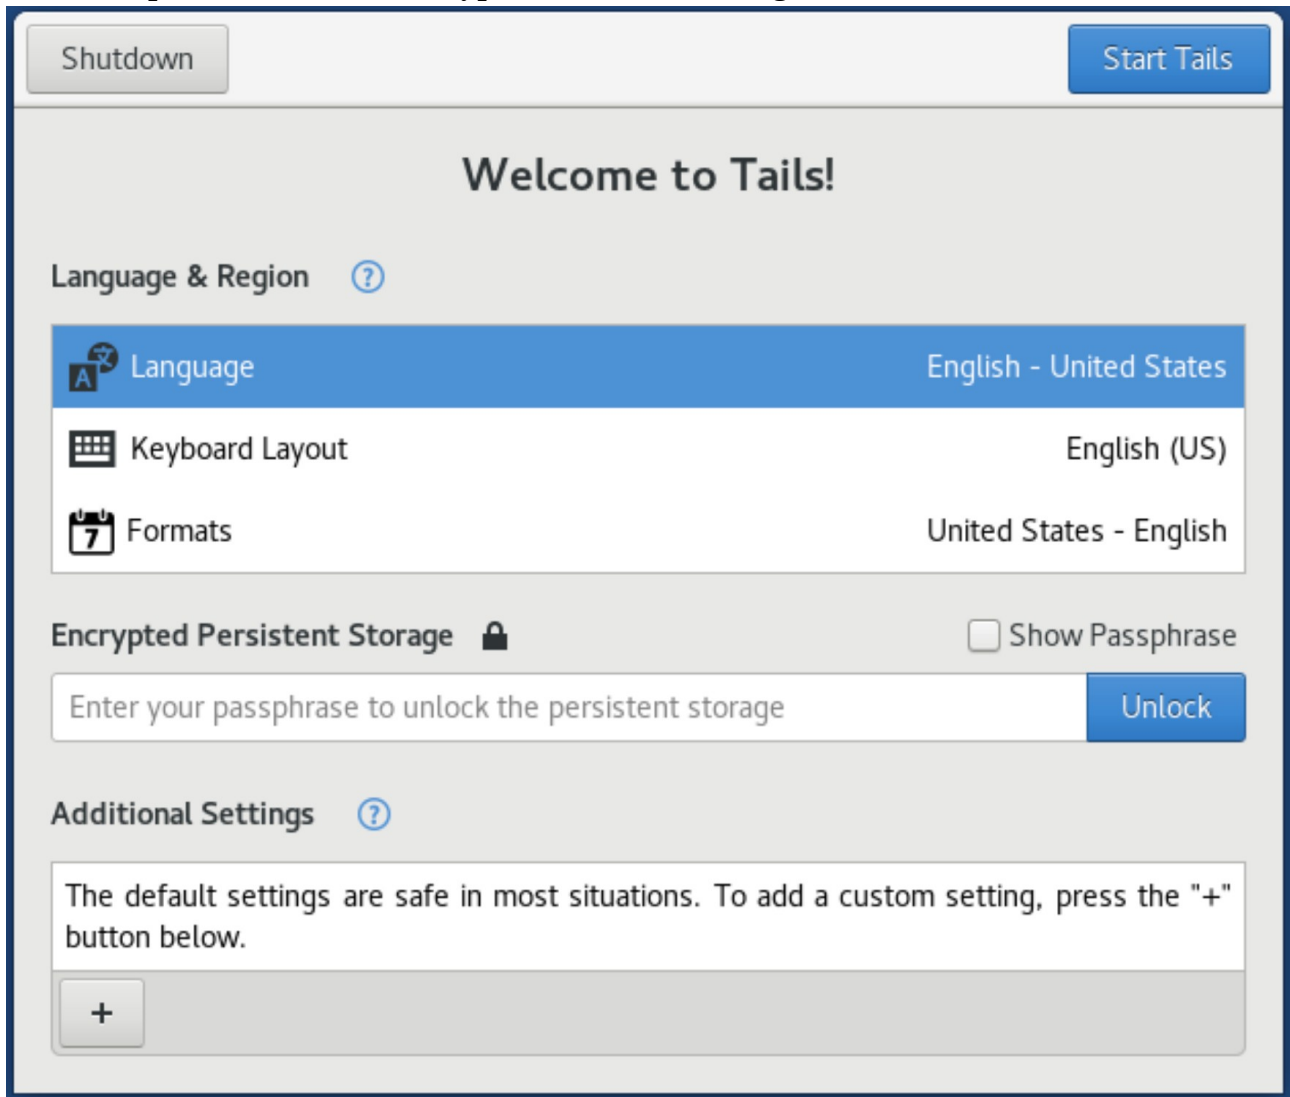 Shutdown
Start Tails
Welcome to Tails!
Language & Region ?
Language English - United States
Keyboard Layout English (US)
7 Formats United States - English
Encrypted Persistent Storage Show Passphrase
Enter your passphrase to unlock the persistent storage Unlock
Additional Settings ?
The default settings are safe in most situations. To add a custom setting, press the "+"
button below.
+